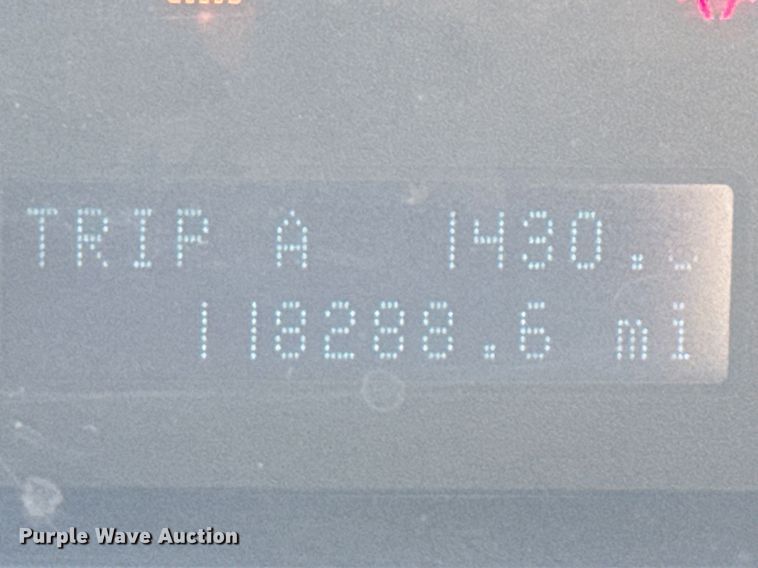 TRIP A 1430.
118288.6 mi
Purple Wave Auction